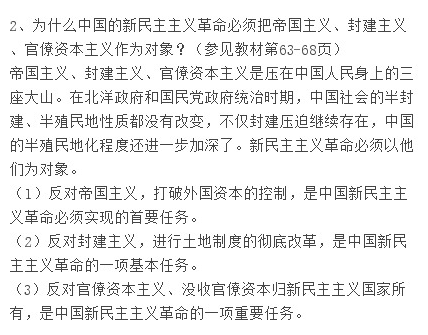 2、为什么中国的新民主主义革命必须把帝国主义、封建主义
、官僚资本主义作为对象？（参见教材第63-68页）
帝国主义、封建主义、官僚资本主义是压在中国人民身上的三
座大山。在北洋政府和国民党政府统治时期，中国社会的半封
建、半殖民地性质都没有改变，不仅封建压迫继续存在，中国
的半殖民地化程度还进一步加深了。新民主主义革命必须以他
们为对象。
（1）反对帝国主义，打破外国资本的控制，是中国新民主主
义革命必须实现的首要任务。
（2）反对封建主义，进行土地制度的彻底改革，是中国新民
主主义革命的一项基本任务。
（3）反对官僚资本主义、没收官僚资本归新民主主义国家所
有，是中国新民主主义革命的一项重要任务。